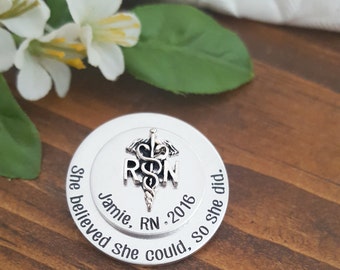 RN
Jamie, RN -2016
She believed she could, so she did.